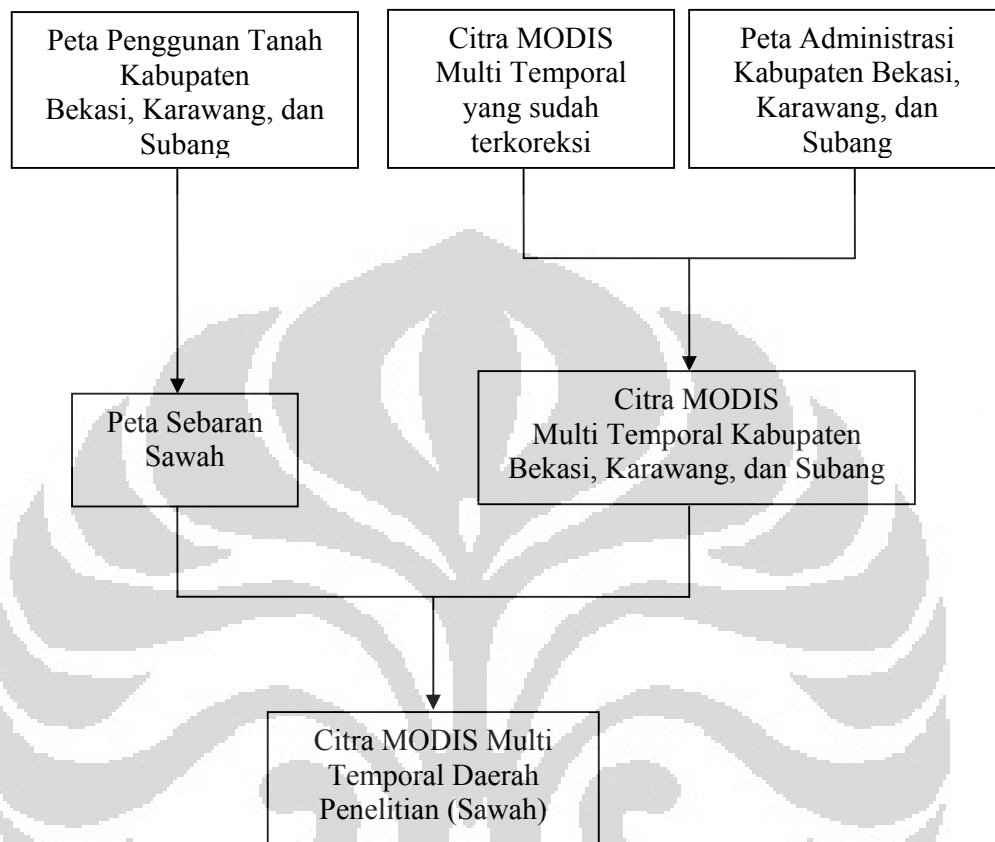 Peta Penggunan Tanah
Kabupaten
Bekasi, Karawang, dan
Subang
Citra MODIS
Multi Temporal
yang sudah
terkoreksi
Peta Administrasi
Kabupaten Bekasi,
Karawang, dan
Subang
Peta Sebaran
Sawah
Citra MODIS
Multi Temporal Kabupaten
Bekasi, Karawang, dan Subang
Citra MODIS Multi
Temporal Daerah
Penelitian (Sawah)